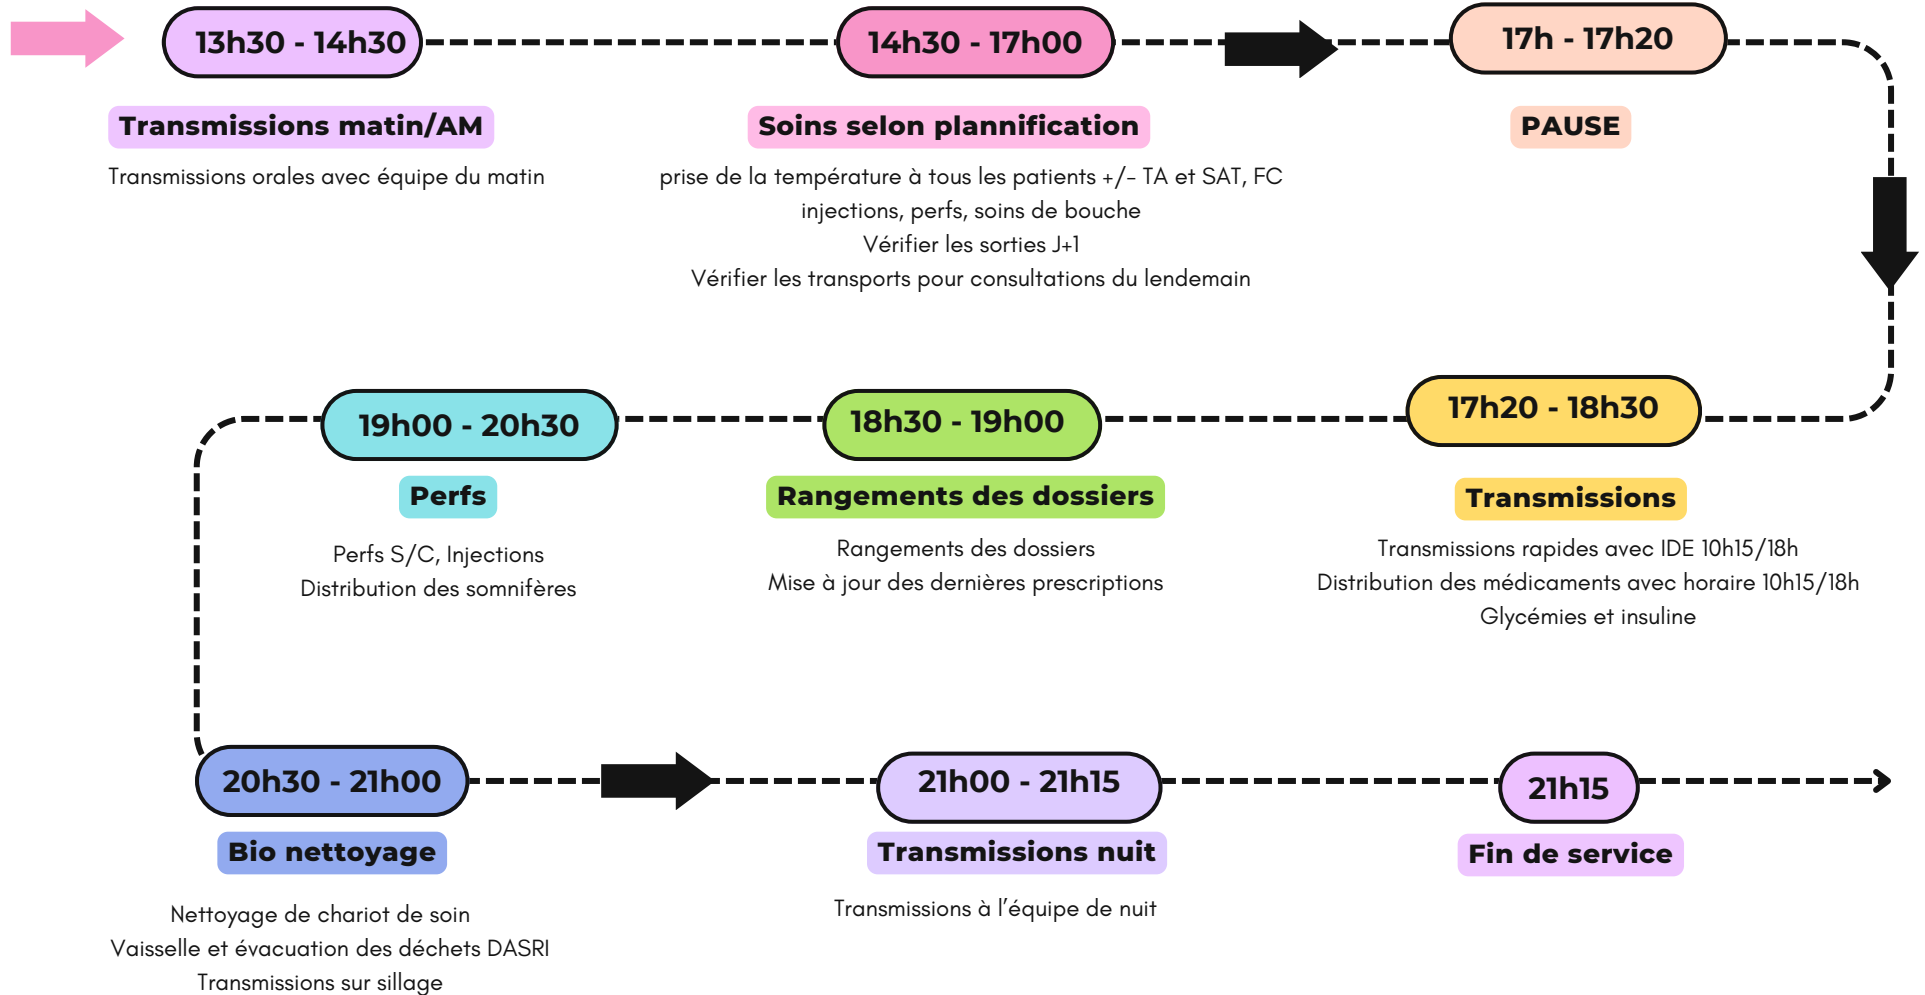 13h30 - 14h30
Transmissions matin/AM
Transmissions orales avec équipe du matin
14h30 - 17h00
Soins selon plannification
prise de la température à tous les patients +/- TA et SAT, FC
injections, perfs, soins de bouche
Vérifier les sorties J+1
Vérifier les transports pour consultations du lendemain
17h - 17h20
PAUSE
17h20 - 18h30
Transmissions
Transmissions rapides avec IDE 10h15/18h
Distribution des médicaments avec horaire 10h15/18h
Glycémies et insuline
18h30 - 19h00
Rangements des dossiers
Rangements des dossiers
Mise à jour des dernières prescriptions
19h00 - 20h30
Perfs
Perfs S/C, Injections
Distribution des somnifères
20h30 - 21h00
Bio nettoyage
Nettoyage de chariot de soin
Vaisselle et évacuation des déchets DASRI
Transmissions sur sillage
21h00 - 21h15
Transmissions nuit
Transmissions à l'équipe de nuit
21h15
Fin de service